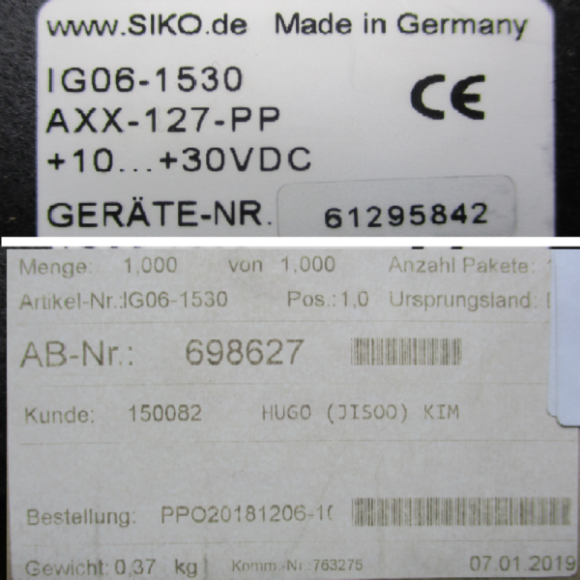 www.SIKO.de Made in Germany
IG06-1530
AXX-127-PP
+10...+30VDC
CE
GERÄTE-NR. 61295842
Menge: 1,000 von 1,000 Anzahl Pakete:
Artikel-Nr.:IG06-1530 Pos.:1,0 Ursprungsland:
AB-Nr.: 698627
Kunde: 150082 HUGO (JISOO) KIM
Bestellung: PPO20181206-1
Gewicht: 0,37 kg Komm.-Nr.:763275 07.01.2019